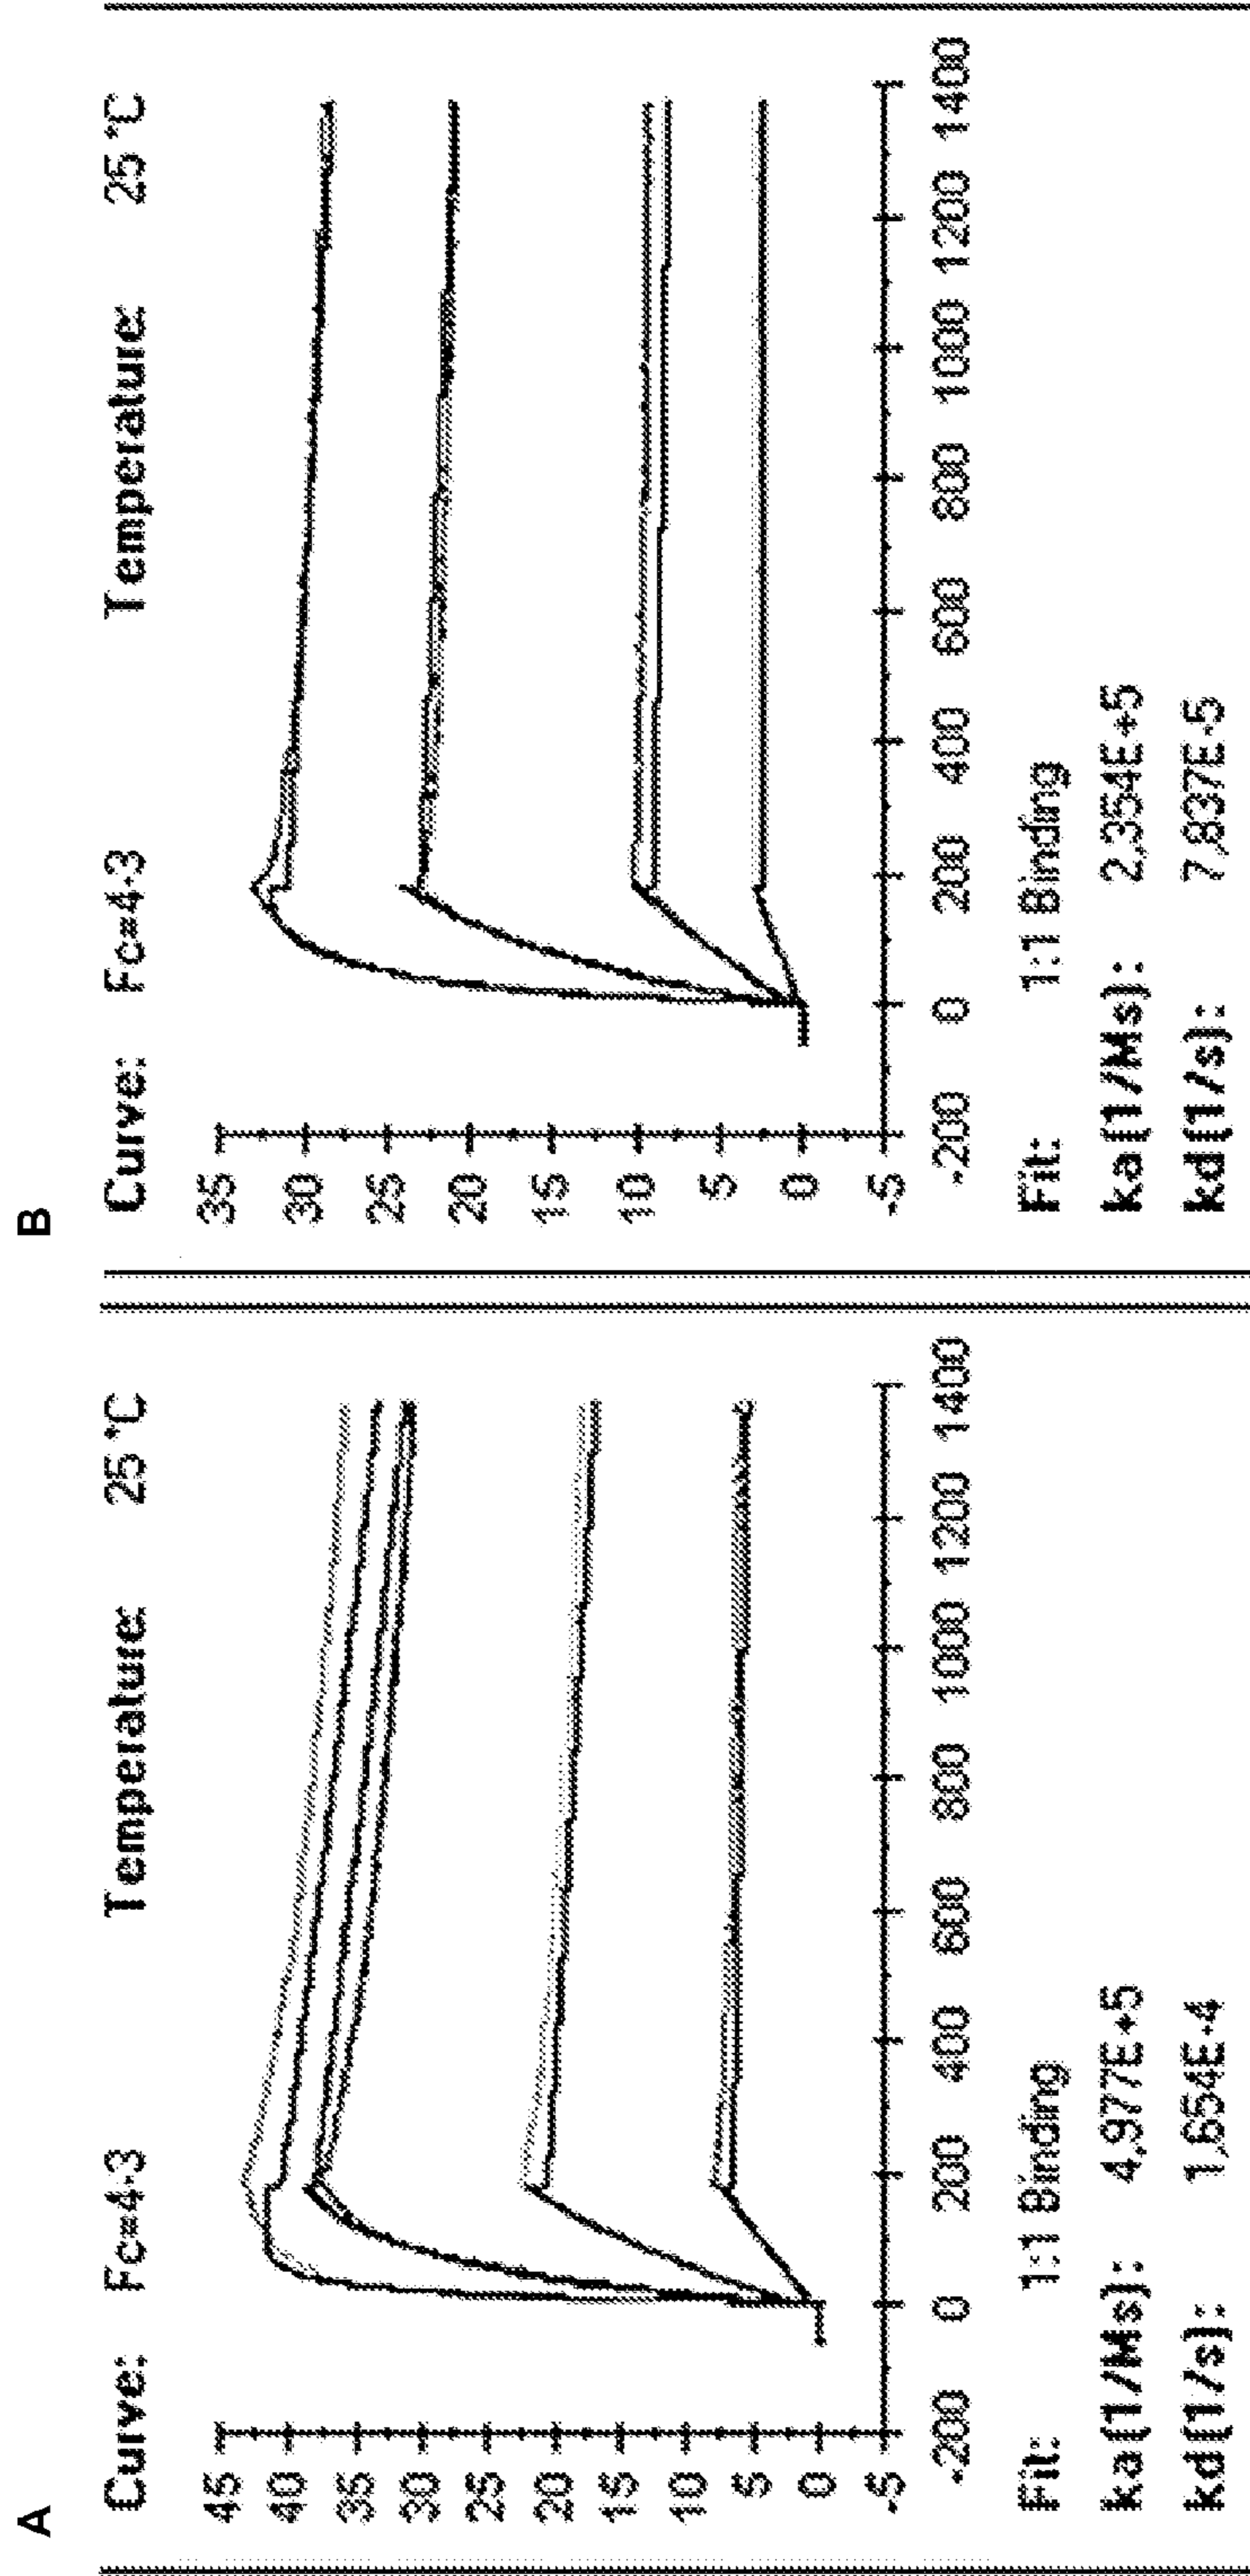 A
Curve: Fc=4-3 Temperature: 25 °C
45
40
35
30
25
20
15
10
5
0
-5
-200 0 200 400 600 800 1000 1200 1400
Fit: 1:1 Binding
ka(1/Ms): 4,977E+5
kd(1/s): 1,654E-4
B
Curve: Fc=4-3 Temperature: 25 °C
35
30
25
20
15
10
5
0
-5
-200 0 200 400 600 800 1000 1200 1400
Fit: 1:1 Binding
ka(1/Ms): 2,354E+5
kd(1/s): 7,837E-5